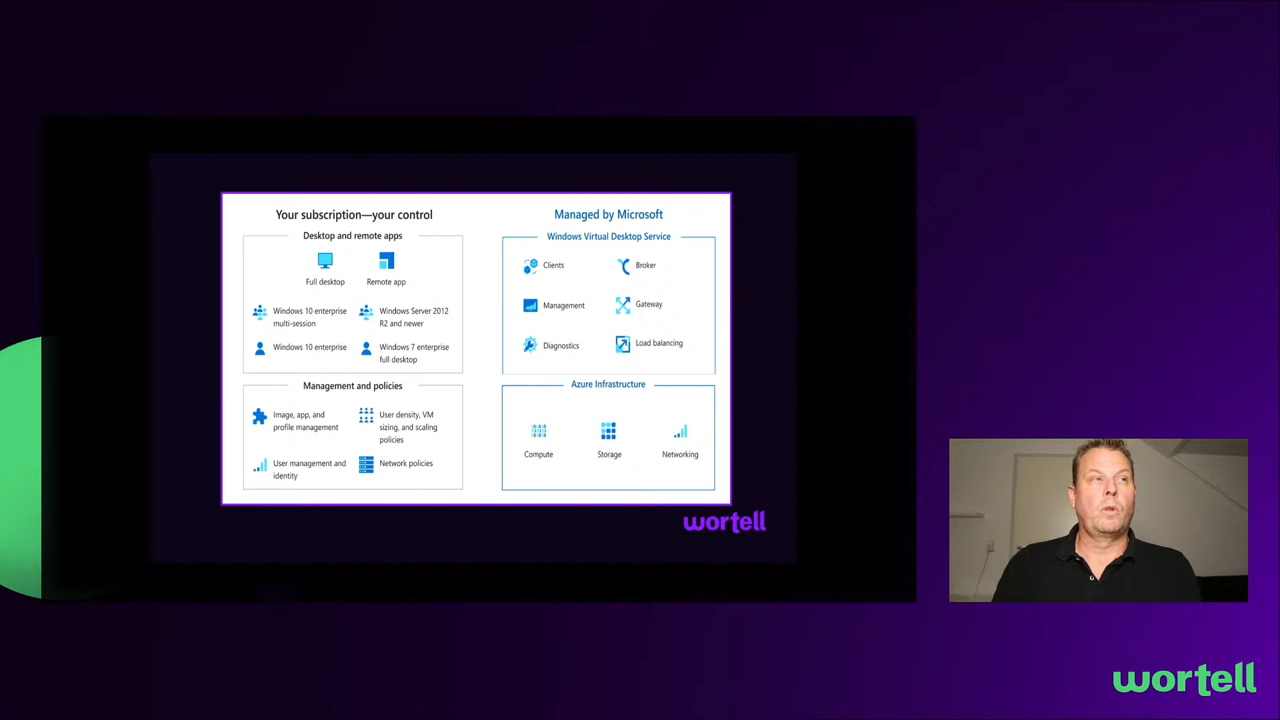 Your subscription—your control
Desktop and remote apps
Full desktop
Remote app
Windows 10 enterprise
multi-session
Windows Server 2012
R2 and newer
Windows 10 enterprise
Windows 7 enterprise
full desktop
Management and policies
Image, app, and
profile management
User density, VM
sizing, and scaling
policies
User management and
identity
Network policies
Managed by Microsoft
Windows Virtual Desktop Service
Clients
Broker
Management
Gateway
Diagnostics
Load balancing
Azure Infrastructure
Compute
Storage
Networking
wortell
wortell